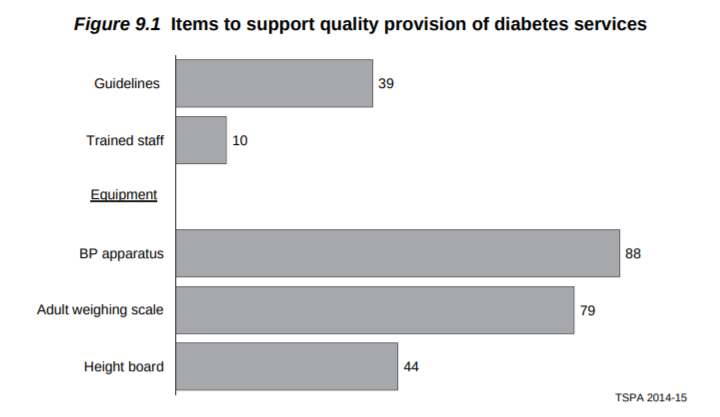 Figure 9.1 Items to support quality provision of diabetes services
Guidelines 39
Trained staff 10
Equipment
BP apparatus 88
Adult weighing scale 79
Height board 44
TSPA 2014-15